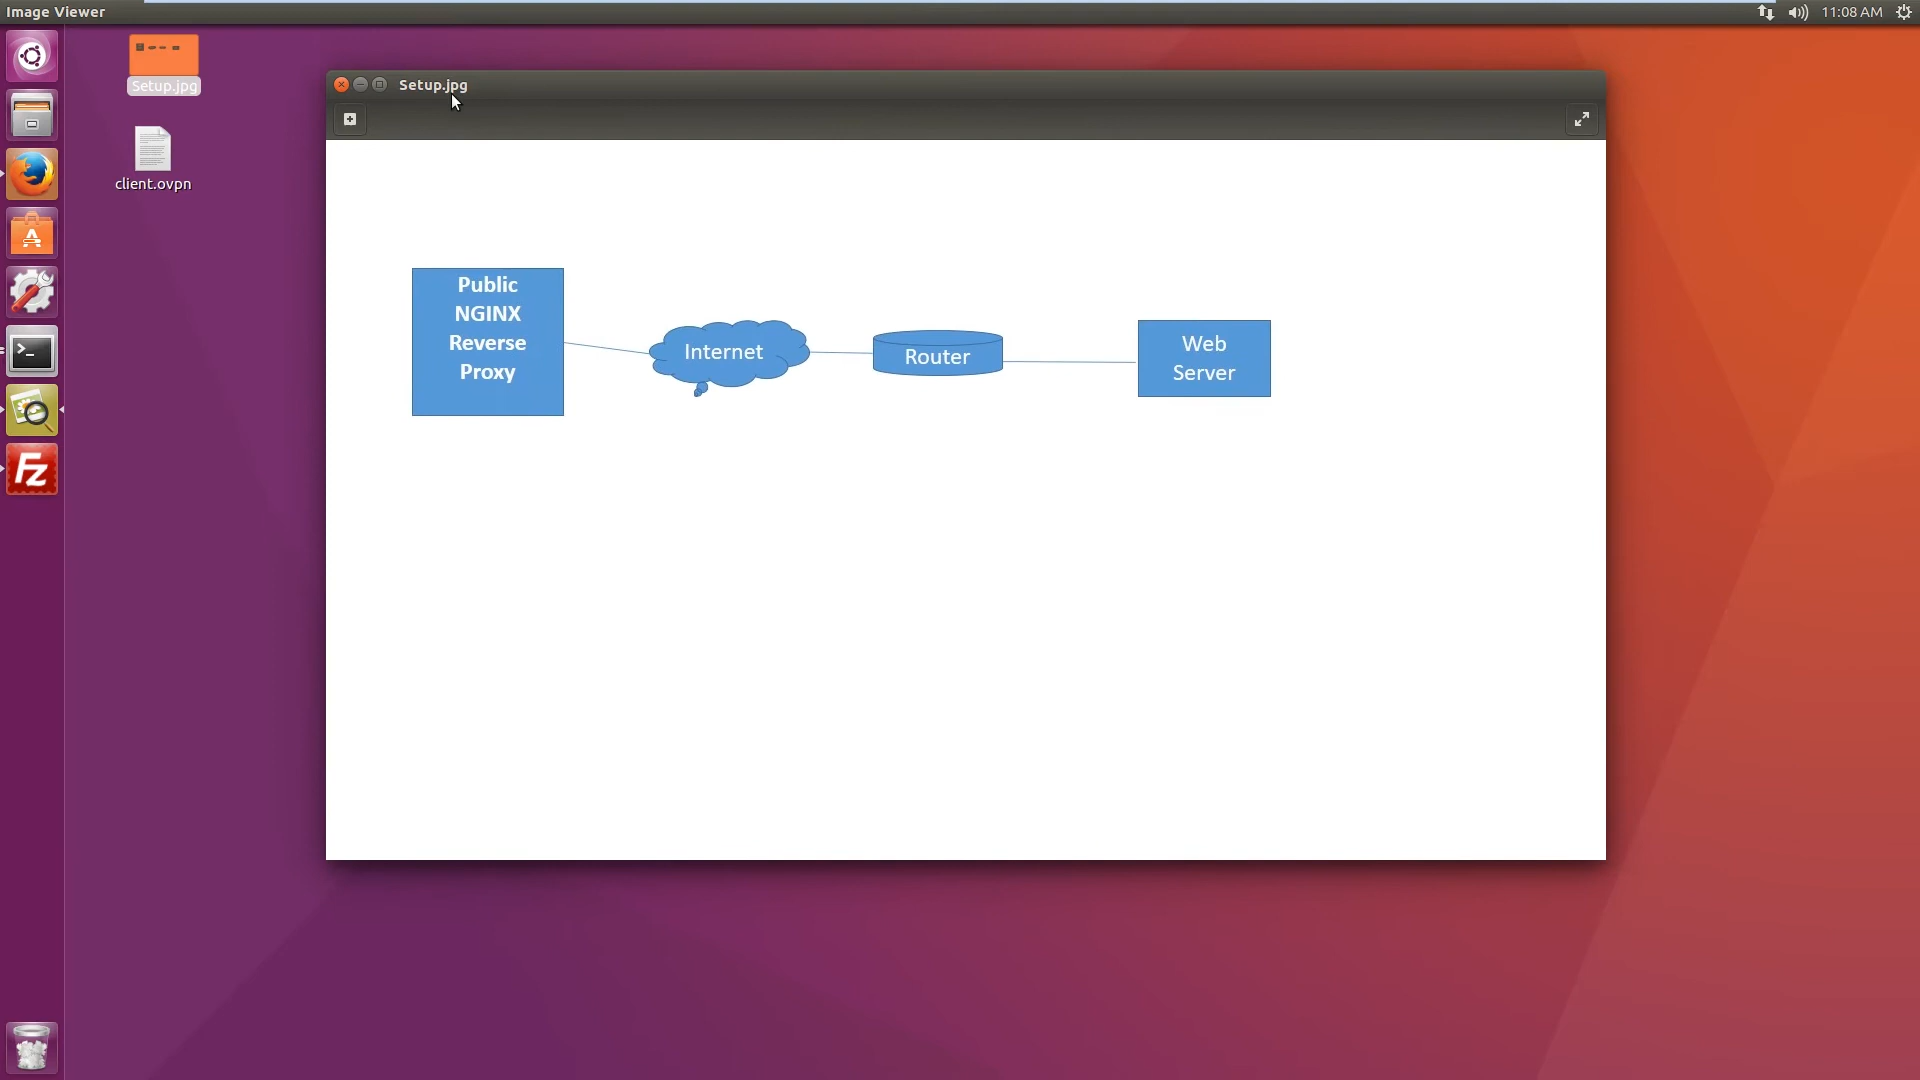 Image Viewer
11:08 AM
Setup.jpg
client.ovpn
Setup.jpg
Public
NGINX
Reverse
Proxy
Internet
Router
Web
Server